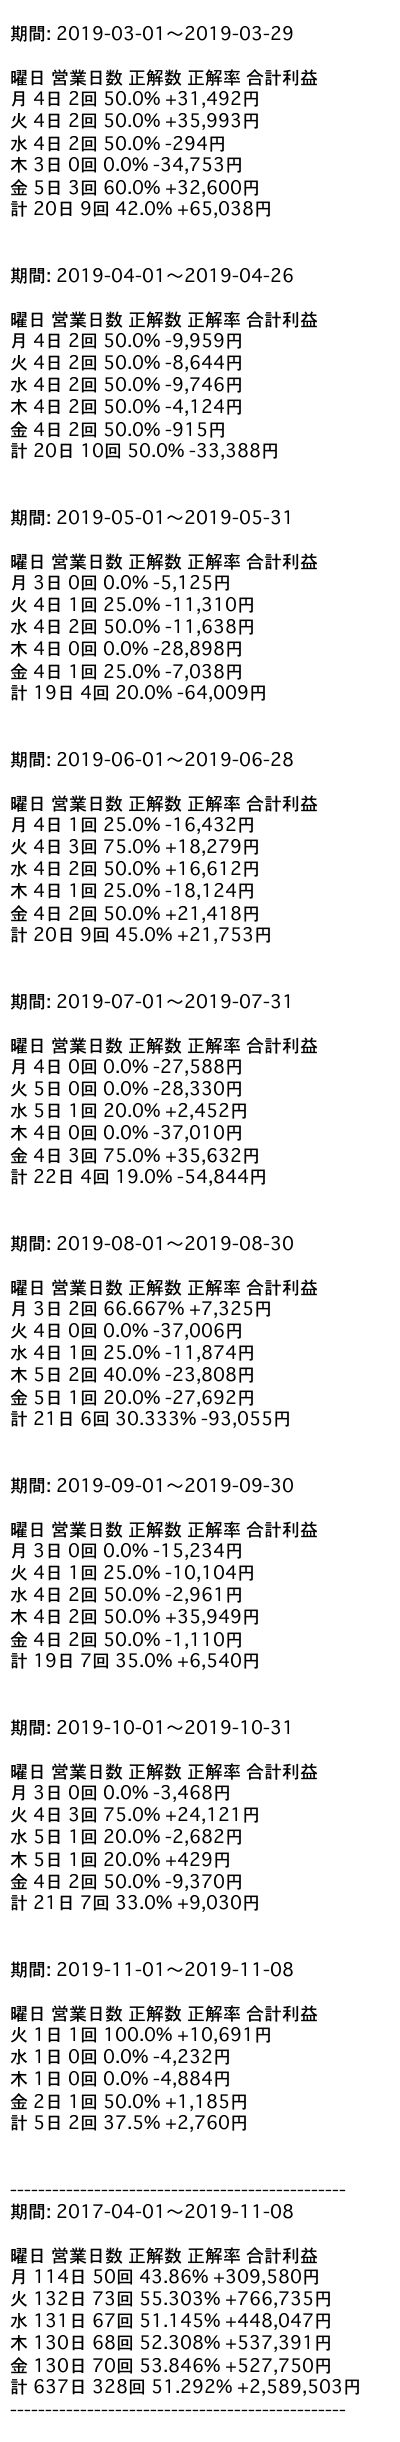 期間: 2019-03-01〜2019-03-29
曜日 営業日数 正解数 正解率 合計利益
月 4日 2回 50.0% +31,492円
火 4日 2回 50.0% +35,993円
水 4日 2回 50.0% -294円
木 3日 0回 0.0% -34,753円
金 5日 3回 60.0% +32,600円
計 20日 9回 42.0% +65,038円
期間: 2019-04-01〜2019-04-26
曜日 営業日数 正解数 正解率 合計利益
月 4日 2回 50.0% -9,959円
火 4日 2回 50.0% -8,644円
水 4日 2回 50.0% -9,746円
木 4日 2回 50.0% -4,124円
金 4日 2回 50.0% -915円
計 20日 10回 50.0% -33,388円
期間: 2019-05-01〜2019-05-31
曜日 営業日数 正解数 正解率 合計利益
月 3日 0回 0.0% -5,125円
火 4日 1回 25.0% -11,310円
水 4日 2回 50.0% -11,638円
木 4日 0回 0.0% -28,898円
金 4日 1回 25.0% -7,038円
計 19日 4回 20.0% -64,009円
期間: 2019-06-01〜2019-06-28
曜日 営業日数 正解数 正解率 合計利益
月 4日 1回 25.0% -16,432円
火 4日 3回 75.0% +18,279円
水 4日 2回 50.0% +16,612円
木 4日 1回 25.0% -18,124円
金 4日 2回 50.0% +21,418円
計 20日 9回 45.0% +21,753円
期間: 2019-07-01〜2019-07-31
曜日 営業日数 正解数 正解率 合計利益
月 4日 0回 0.0% -27,588円
火 5日 0回 0.0% -28,330円
水 5日 1回 20.0% +2,452円
木 4日 0回 0.0% -37,010円
金 4日 3回 75.0% +35,632円
計 22日 4回 19.0% -54,844円
期間: 2019-08-01〜2019-08-30
曜日 営業日数 正解数 正解率 合計利益
月 3日 2回 66.667% +7,325円
火 4日 0回 0.0% -37,006円
水 4日 1回 25.0% -11,874円
木 5日 2回 40.0% -23,808円
金 5日 1回 20.0% -27,692円
計 21日 6回 30.333% -93,055円
期間: 2019-09-01〜2019-09-30
曜日 営業日数 正解数 正解率 合計利益
月 3日 0回 0.0% -15,234円
火 4日 1回 25.0% -10,104円
水 4日 2回 50.0% -2,961円
木 4日 2回 50.0% +35,949円
金 4日 2回 50.0% -1,110円
計 19日 7回 35.0% +6,540円
期間: 2019-10-01〜2019-10-31
曜日 営業日数 正解数 正解率 合計利益
月 3日 0回 0.0% -3,468円
火 4日 3回 75.0% +24,121円
水 5日 1回 20.0% -2,682円
木 5日 1回 20.0% +429円
金 4日 2回 50.0% -9,370円
計 21日 7回 33.0% +9,030円
期間: 2019-11-01〜2019-11-08
曜日 営業日数 正解数 正解率 合計利益
火 1日 1回 100.0% +10,691円
水 1日 0回 0.0% -4,232円
木 1日 0回 0.0% -4,884円
金 2日 1回 50.0% +1,185円
計 5日 2回 37.5% +2,760円
------------------------------------------------
期間: 2017-04-01〜2019-11-08
曜日 営業日数 正解数 正解率 合計利益
月 114日 50回 43.86% +309,580円
火 132日 73回 55.303% +766,735円
水 131日 67回 51.145% +448,047円
木 130日 68回 52.308% +537,391円
金 130日 70回 53.846% +527,750円
計 637日 328回 51.292% +2,589,503円
------------------------------------------------